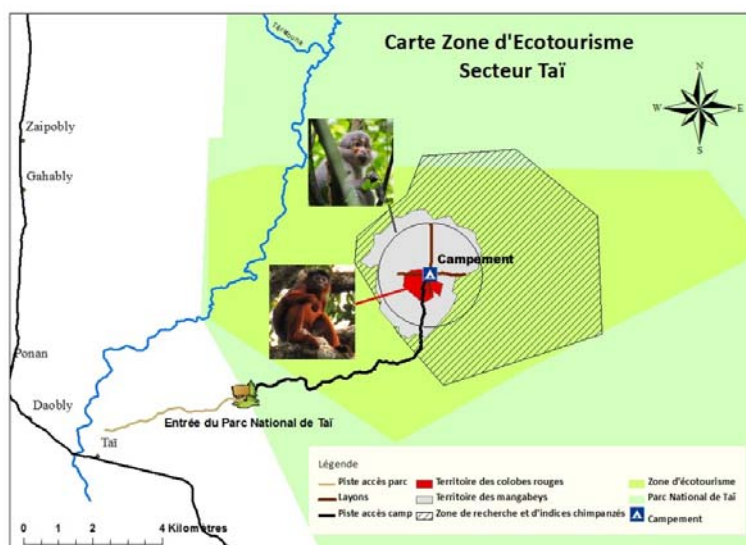 Carte Zone d'Ecotourisme
Secteur Taï
N
W E
S
Zaipobly
Gahably
Campement
Ponan
Daobly
Entrée du Parc National de Taï
Taï
Légende
Piste accès parc
Territoire des colobes rouges
Zone d'écotourisme
Layons
Territoire des mangabeys
Parc National de Taï
Piste accès camp
Zone de recherche et d'indices chimpanzés
Campement
0 1 2 4 Kilomètres